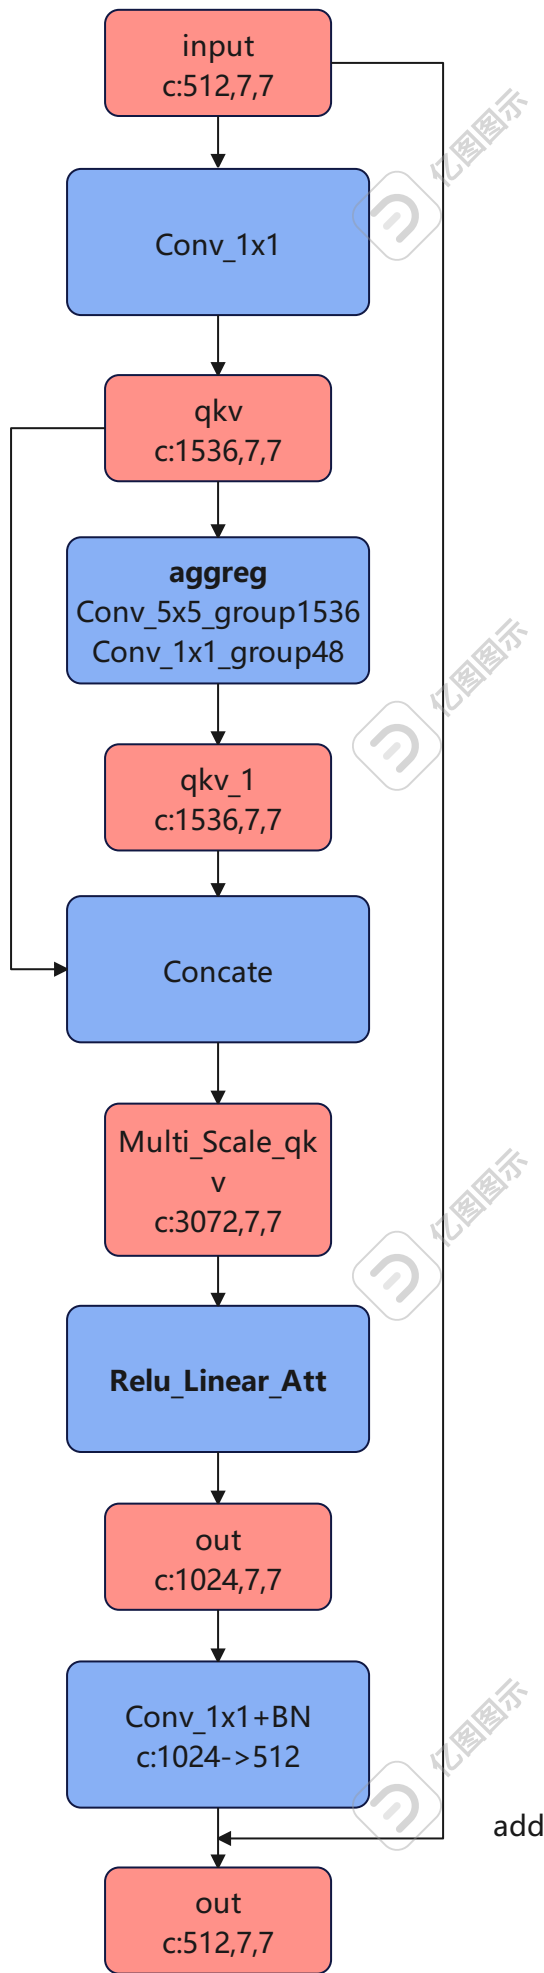 input
c:512,7,7
亿图图示
Conv_1x1
qkv
c:1536,7,7
aggreg
Conv_5x5_group1536
Conv_1x1_group48
亿图图示
qkv_1
c:1536,7,7
Concate
Multi_Scale_qk
v
c:3072,7,7
亿图图示
Relu_Linear_Att
out
c:1024,7,7
Conv_1x1+BN
c:1024->512
亿图图示
add
out
c:512,7,7